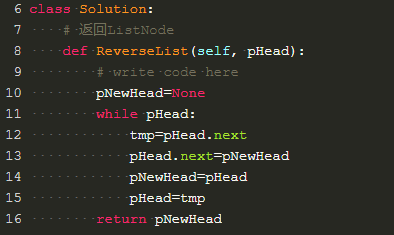 6 class Solution:
7     # 返回ListNode
8     def ReverseList(self, pHead):
9         # write code here
10         pNewHead=None
11         while pHead:
12             tmp=pHead.next
13             pHead.next=pNewHead
14             pNewHead=pHead
15             pHead=tmp
16         return pNewHead